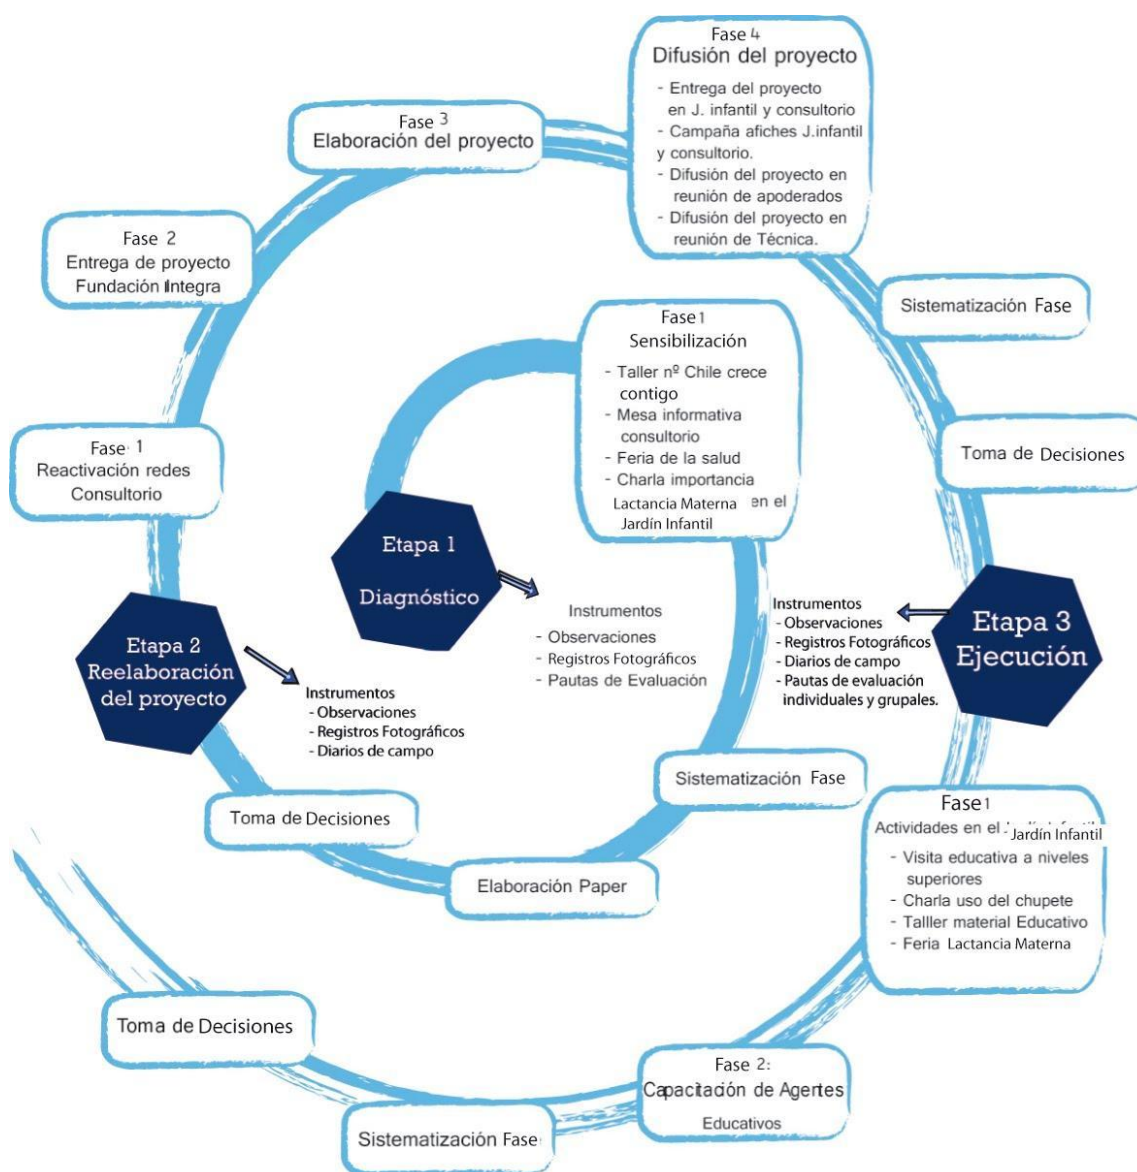 Etapa 1
Diagnóstico
Instrumentos
- Observaciones
- Registros Fotográficos
- Pautas de Evaluación
Fase 1
Sensibilización
- Taller nº Chile crece
contigo
- Mesa informativa
consultorio
- Feria de la salud
- Charla importancia
Lactancia Materna en el
Jardín Infantil
Sistematización Fase
Elaboración Paper
Toma de Decisiones
Etapa 2
Reelaboración
del proyecto
Instrumentos
- Observaciones
- Registros Fotográficos
- Diarios de campo
Fase 1
Reactivación redes
Consultorio
Fase 2
Entrega de proyecto
Fundación Integra
Fase 3
Elaboración del proyecto
Fase 4
Difusión del proyecto
- Entrega del proyecto
en J. infantil y consultorio
- Campaña afiches J.infantil
y consultorio.
- Difusión del proyecto en
reunión de apoderados
- Difusión del proyecto en
reunión de Técnica.
Sistematización Fase
Toma de Decisiones
Etapa 3
Ejecución
Instrumentos
- Observaciones
- Registros Fotográficos
- Diarios de campo
- Pautas de evaluación
individuales y grupales.
Fase 1
Actividades en el Jardín Infantil
- Visita educativa a niveles
superiores
- Charla uso del chupete
- Talller material Educativo
- Feria Lactancia Materna
Fase 2:
Capacitación de Agentes
Educativos
Sistematización Fase
Toma de Decisiones